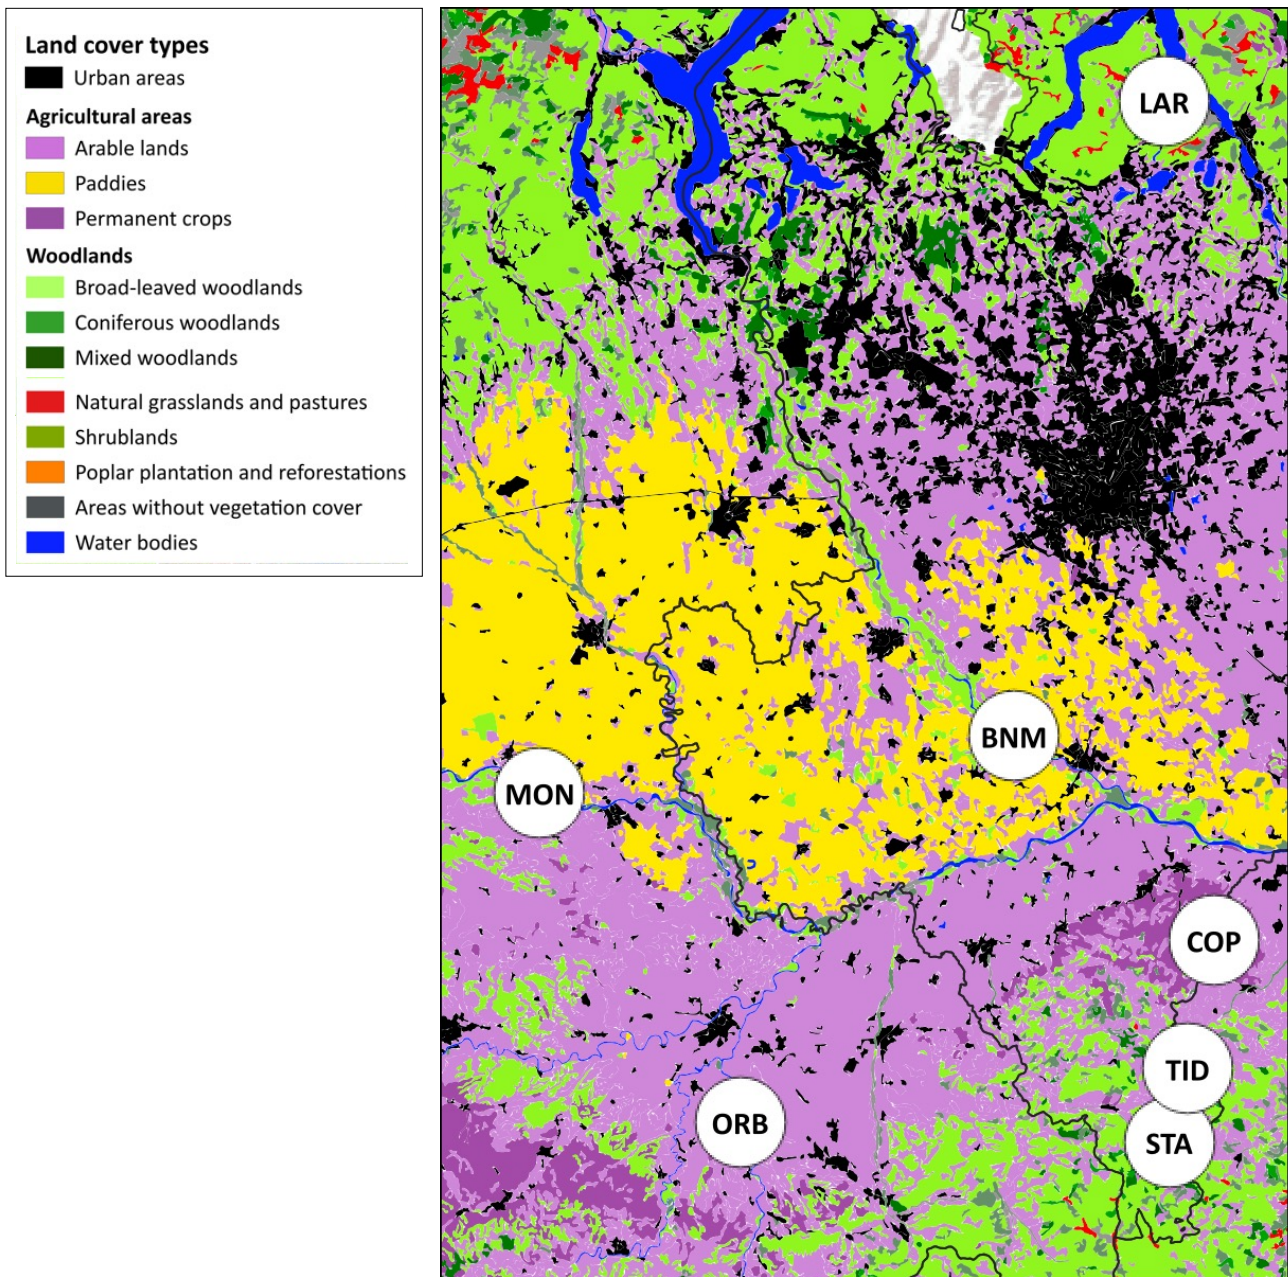 Land cover types
Urban areas
Agricultural areas
Arable lands
Paddies
Permanent crops
Woodlands
Broad-leaved woodlands
Coniferous woodlands
Mixed woodlands
Natural grasslands and pastures
Shrublands
Poplar plantation and reforestations
Areas without vegetation cover
Water bodies
LAR
BNM
MON
COP
TID
ORB
STA